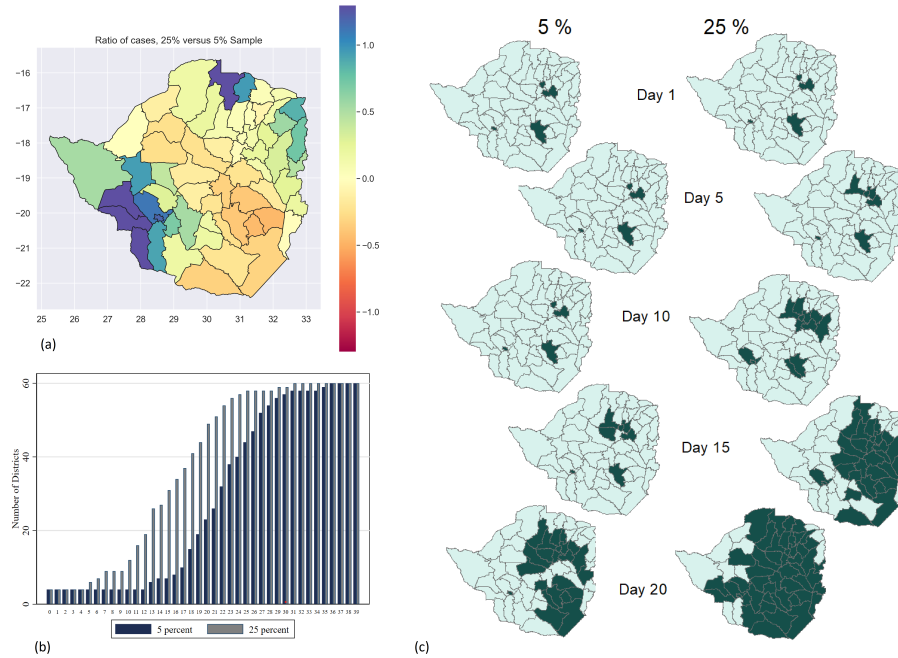 Ratio of cases, 25% versus 5% Sample
−16
−17
−18
−19
−20
−21
−22
25 26 27 28 29 30 31 32 33
1.0
0.5
0.0
−0.5
−1.0
(a)
Number of Districts
60
40
20
0
0 1 2 3 4 5 6 7 8 9 10 11 12 13 14 15 16 17 18 19 20 21 22 23 24 25 26 27 28 29 30 31 32 33 34 35 36 37 38 39
5 percent 25 percent
(b)
5 % 25 %
Day 1
Day 5
Day 10
Day 15
Day 20
(c)